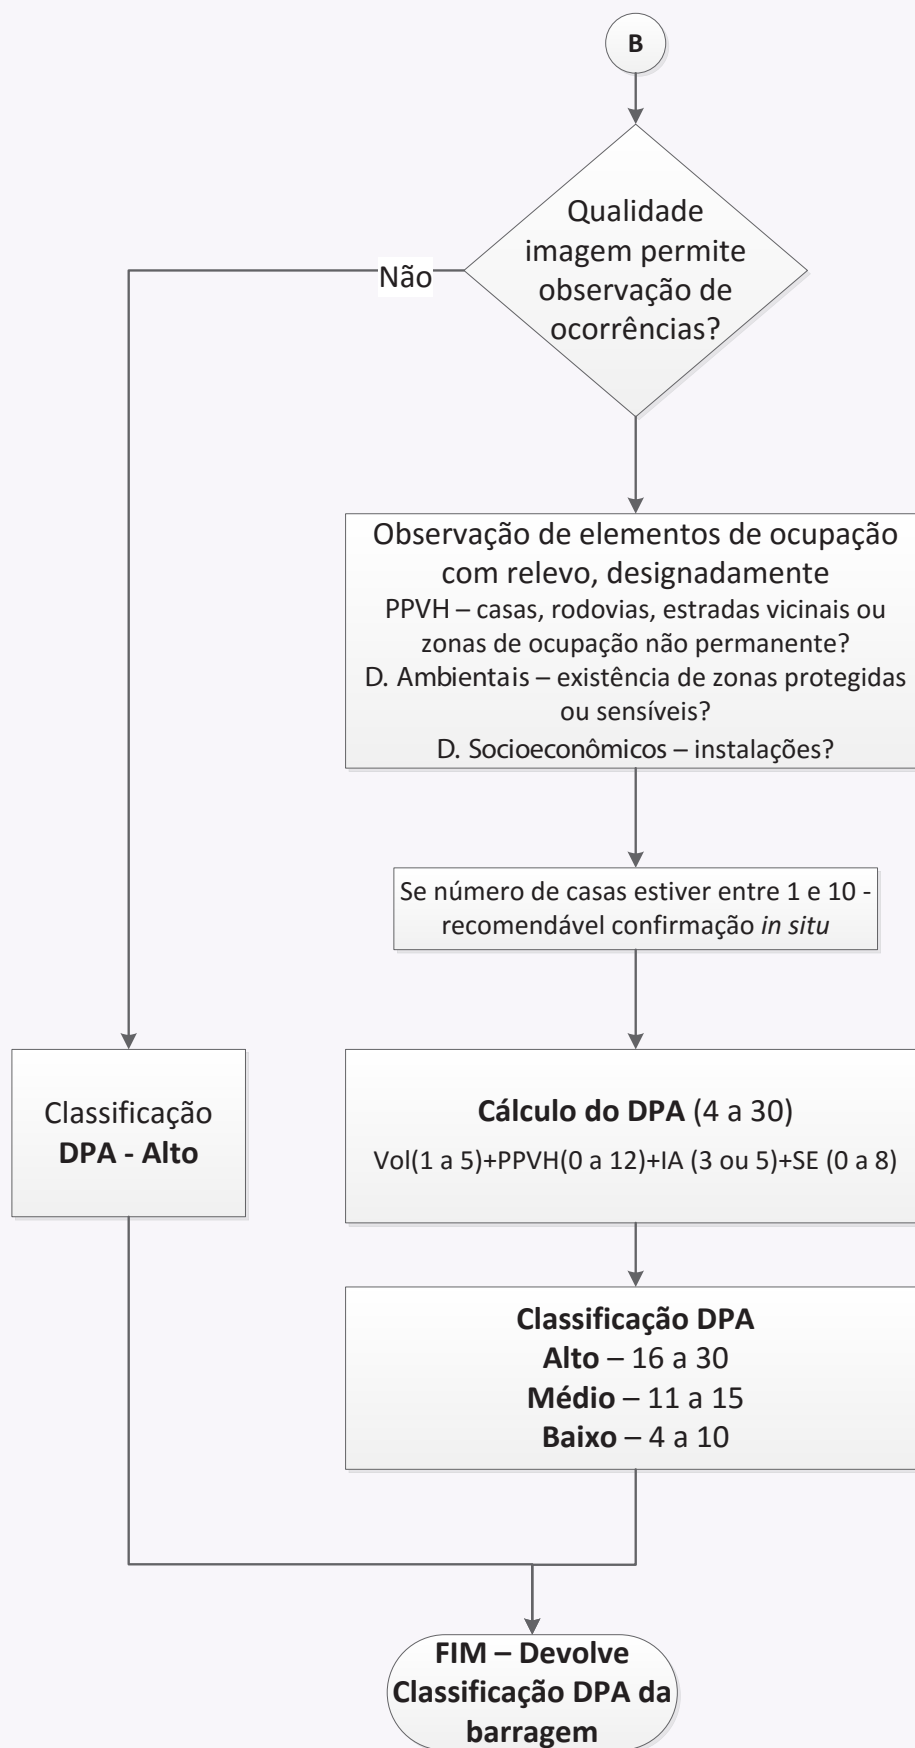 B
Qualidade
imagem permite
observação de
ocorrências?
Não
Observação de elementos de ocupação
com relevo, designadamente
PPVH – casas, rodovias, estradas vicinais ou
zonas de ocupação não permanente?
D. Ambientais – existência de zonas protegidas
ou sensíveis?
D. Socioeconômicos – instalações?
Se número de casas estiver entre 1 e 10 -
recomendável confirmação in situ
Classificação
DPA - Alto
Cálculo do DPA (4 a 30)
Vol(1 a 5)+PPVH(0 a 12)+IA (3 ou 5)+SE (0 a 8)
Classificação DPA
Alto – 16 a 30
Médio – 11 a 15
Baixo – 4 a 10
FIM – Devolve
Classificação DPA da
barragem